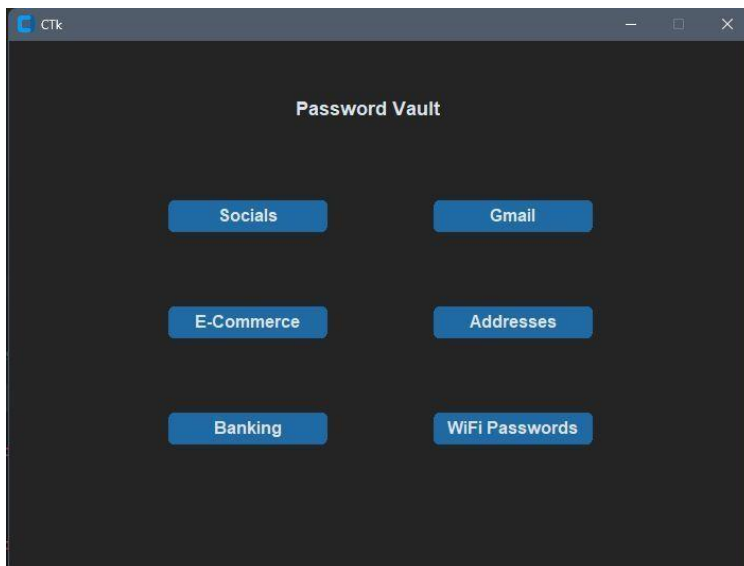 CTk
Password Vault
Socials
Gmail
E-Commerce
Addresses
Banking
WiFi Passwords